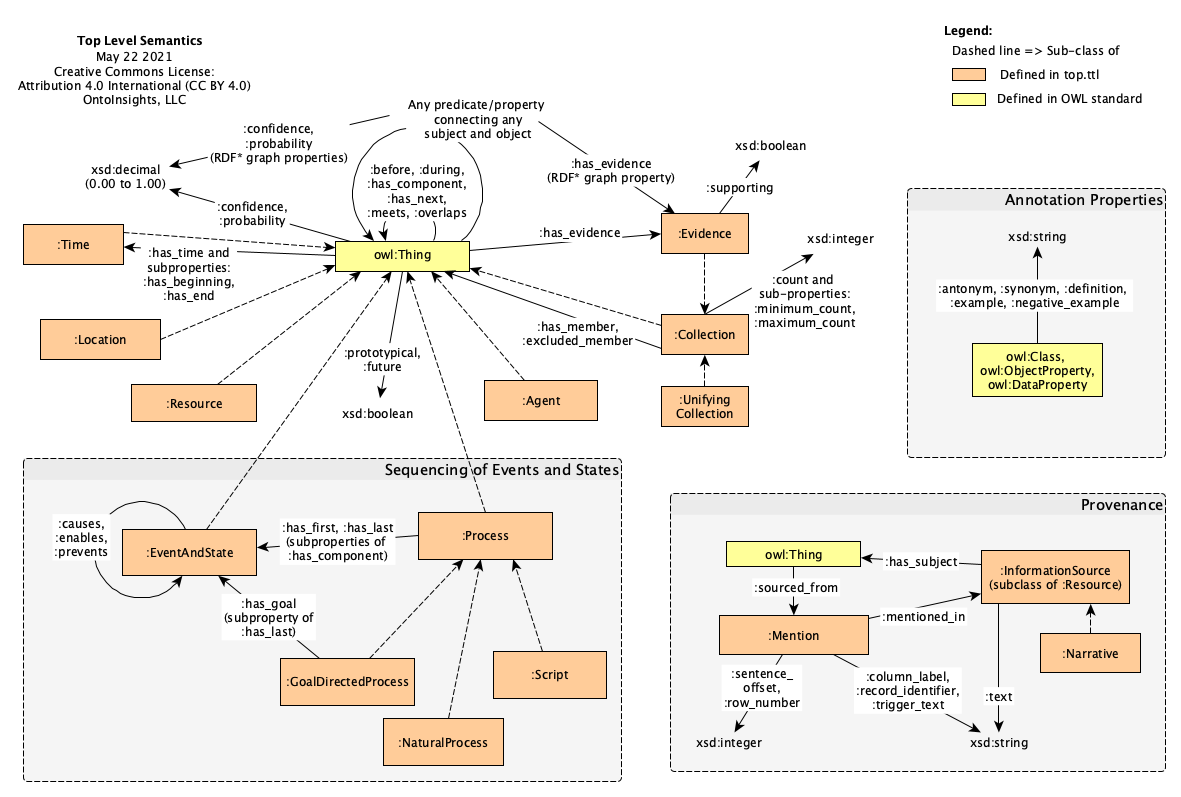 Top Level Semantics
May 22 2021
Creative Commons License:
Attribution 4.0 International (CC BY 4.0)
OntoInsights, LLC
Legend:
Dashed line => Sub-class of
Defined in top.ttl
Defined in OWL standard
Any predicate/property
connecting any
subject and object
:confidence,
:probability
(RDF* graph properties)
xsd:decimal
(0.00 to 1.00)
:before, :during,
:has_component,
:has_next,
:meets, :overlaps
:has_evidence
(RDF* graph property)
xsd:boolean
:supporting
:confidence,
:probability
:Time
:has_time and
subproperties:
:has_beginning,
:has_end
owl:Thing
:has_evidence
:Evidence
xsd:integer
:count and
sub-properties:
:minimum_count,
:maximum_count
:Location
:has_member,
:excluded_member
:Collection
:prototypical,
:future
xsd:boolean
:Resource
:Agent
:Unifying
Collection
Annotation Properties
xsd:string
:antonym, :synonym, :definition,
:example, :negative_example
owl:Class,
owl:ObjectProperty,
owl:DataProperty
Sequencing of Events and States
:causes,
:enables,
:prevents
:EventAndState
:has_first, :has_last
(subproperties of
:has_component)
:Process
:has_goal
(subproperty of
:has_last)
:GoalDirectedProcess
:Script
:NaturalProcess
Provenance
owl:Thing
:has_subject
:InformationSource
(subclass of :Resource)
:sourced_from
:Mention
:mentioned_in
:Narrative
:sentence_
offset,
:row_number
:column_label,
:record_identifier,
:trigger_text
:text
xsd:integer
xsd:string